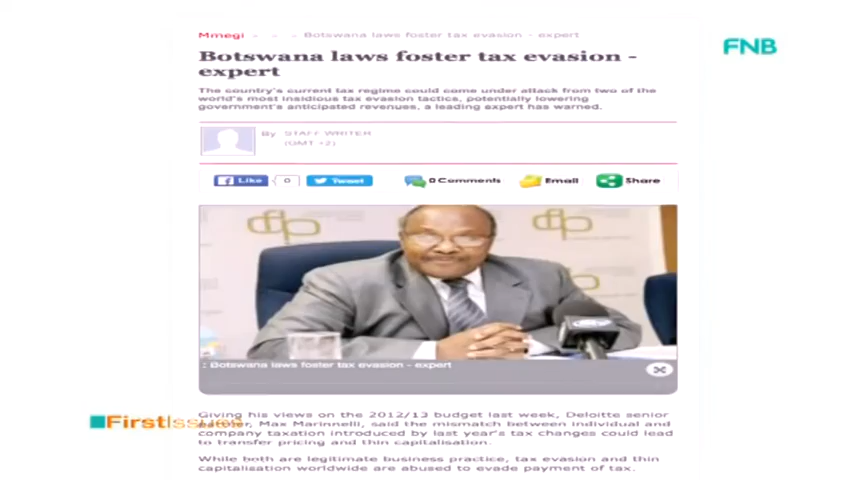 FNB
Mmegi
Botswana laws foster tax evasion - expert
Botswana laws foster tax evasion -
expert
The country's current tax regime could come under attack from two of the
world's most insidious tax evasion tactics, potentially lowering
government's anticipated revenues, a leading expert has warned.
By STAFF WRITER
(GMT +2)
Like 0 Tweet 0 Comments Email Share
: Botswana laws foster tax evasion - expert
Giving his views on the 2012/13 budget last week, Deloitte senior
FirstIssues
partner, Max Marinnelli, said the mismatch between individual and
company taxation introduced by last year's tax changes could lead
to transfer pricing and thin capitalisation.
While both are legitimate business practice, tax evasion and thin
capitalisation worldwide are abused to evade payment of tax.